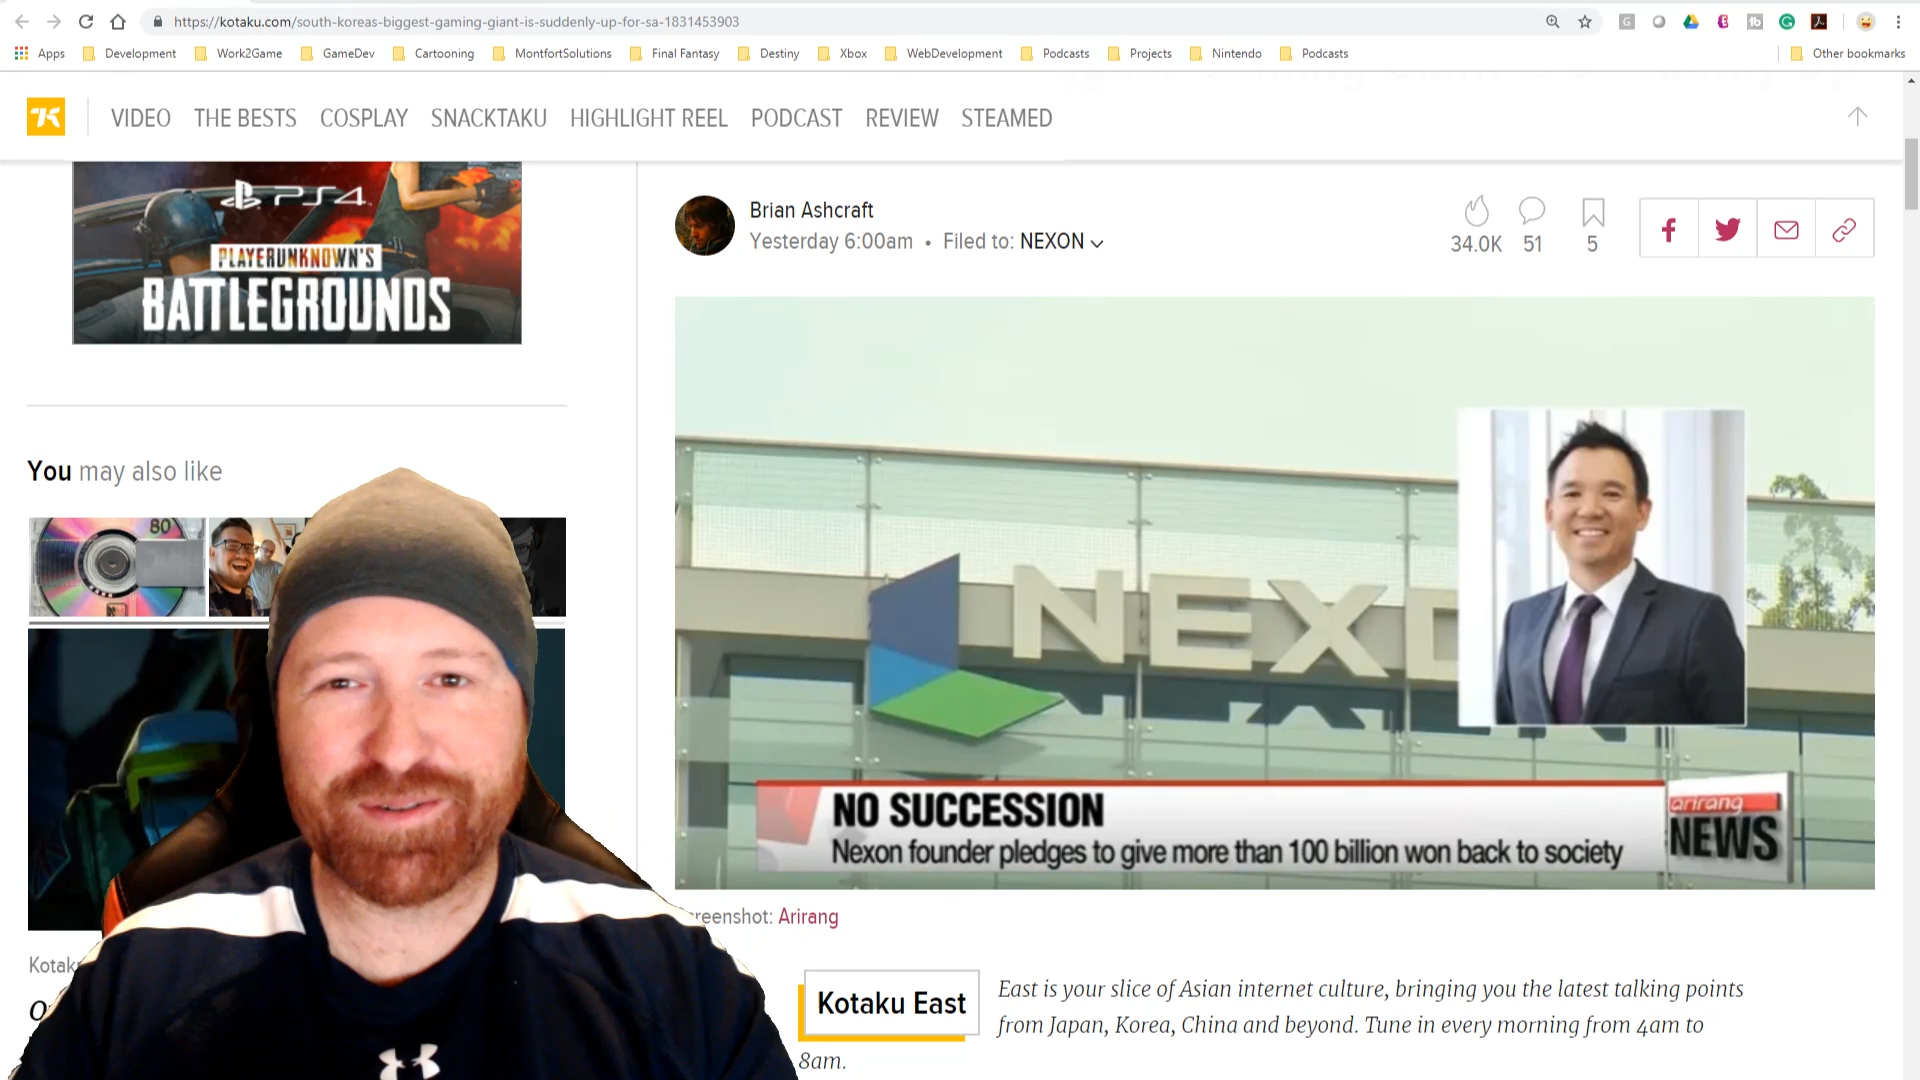 https://kotaku.com/south-koreas-biggest-gaming-giant-is-suddenly-up-for-sa-1831453903
Apps Development Work2Game GameDev Cartooning MontfortSolutions Final Fantasy Destiny Xbox WebDevelopment Podcasts Projects Nintendo Podcasts Other bookmarks
VIDEO THE BESTS COSPLAY SNACKTAKU HIGHLIGHT REEL PODCAST REVIEW STEAMED
PS4
PLAYERUNKNOWN'S
BATTLEGROUNDS
You may also like
80
Brian Ashcraft
Yesterday 6:00am • Filed to: NEXON
34.0K 51 5
NEXO
NO SUCCESSION
Nexon founder pledges to give more than 100 billion won back to society
arirang
NEWS
Screenshot: Arirang
Kotaku East
East is your slice of Asian internet culture, bringing you the latest talking points
from Japan, Korea, China and beyond. Tune in every morning from 4am to
8am.